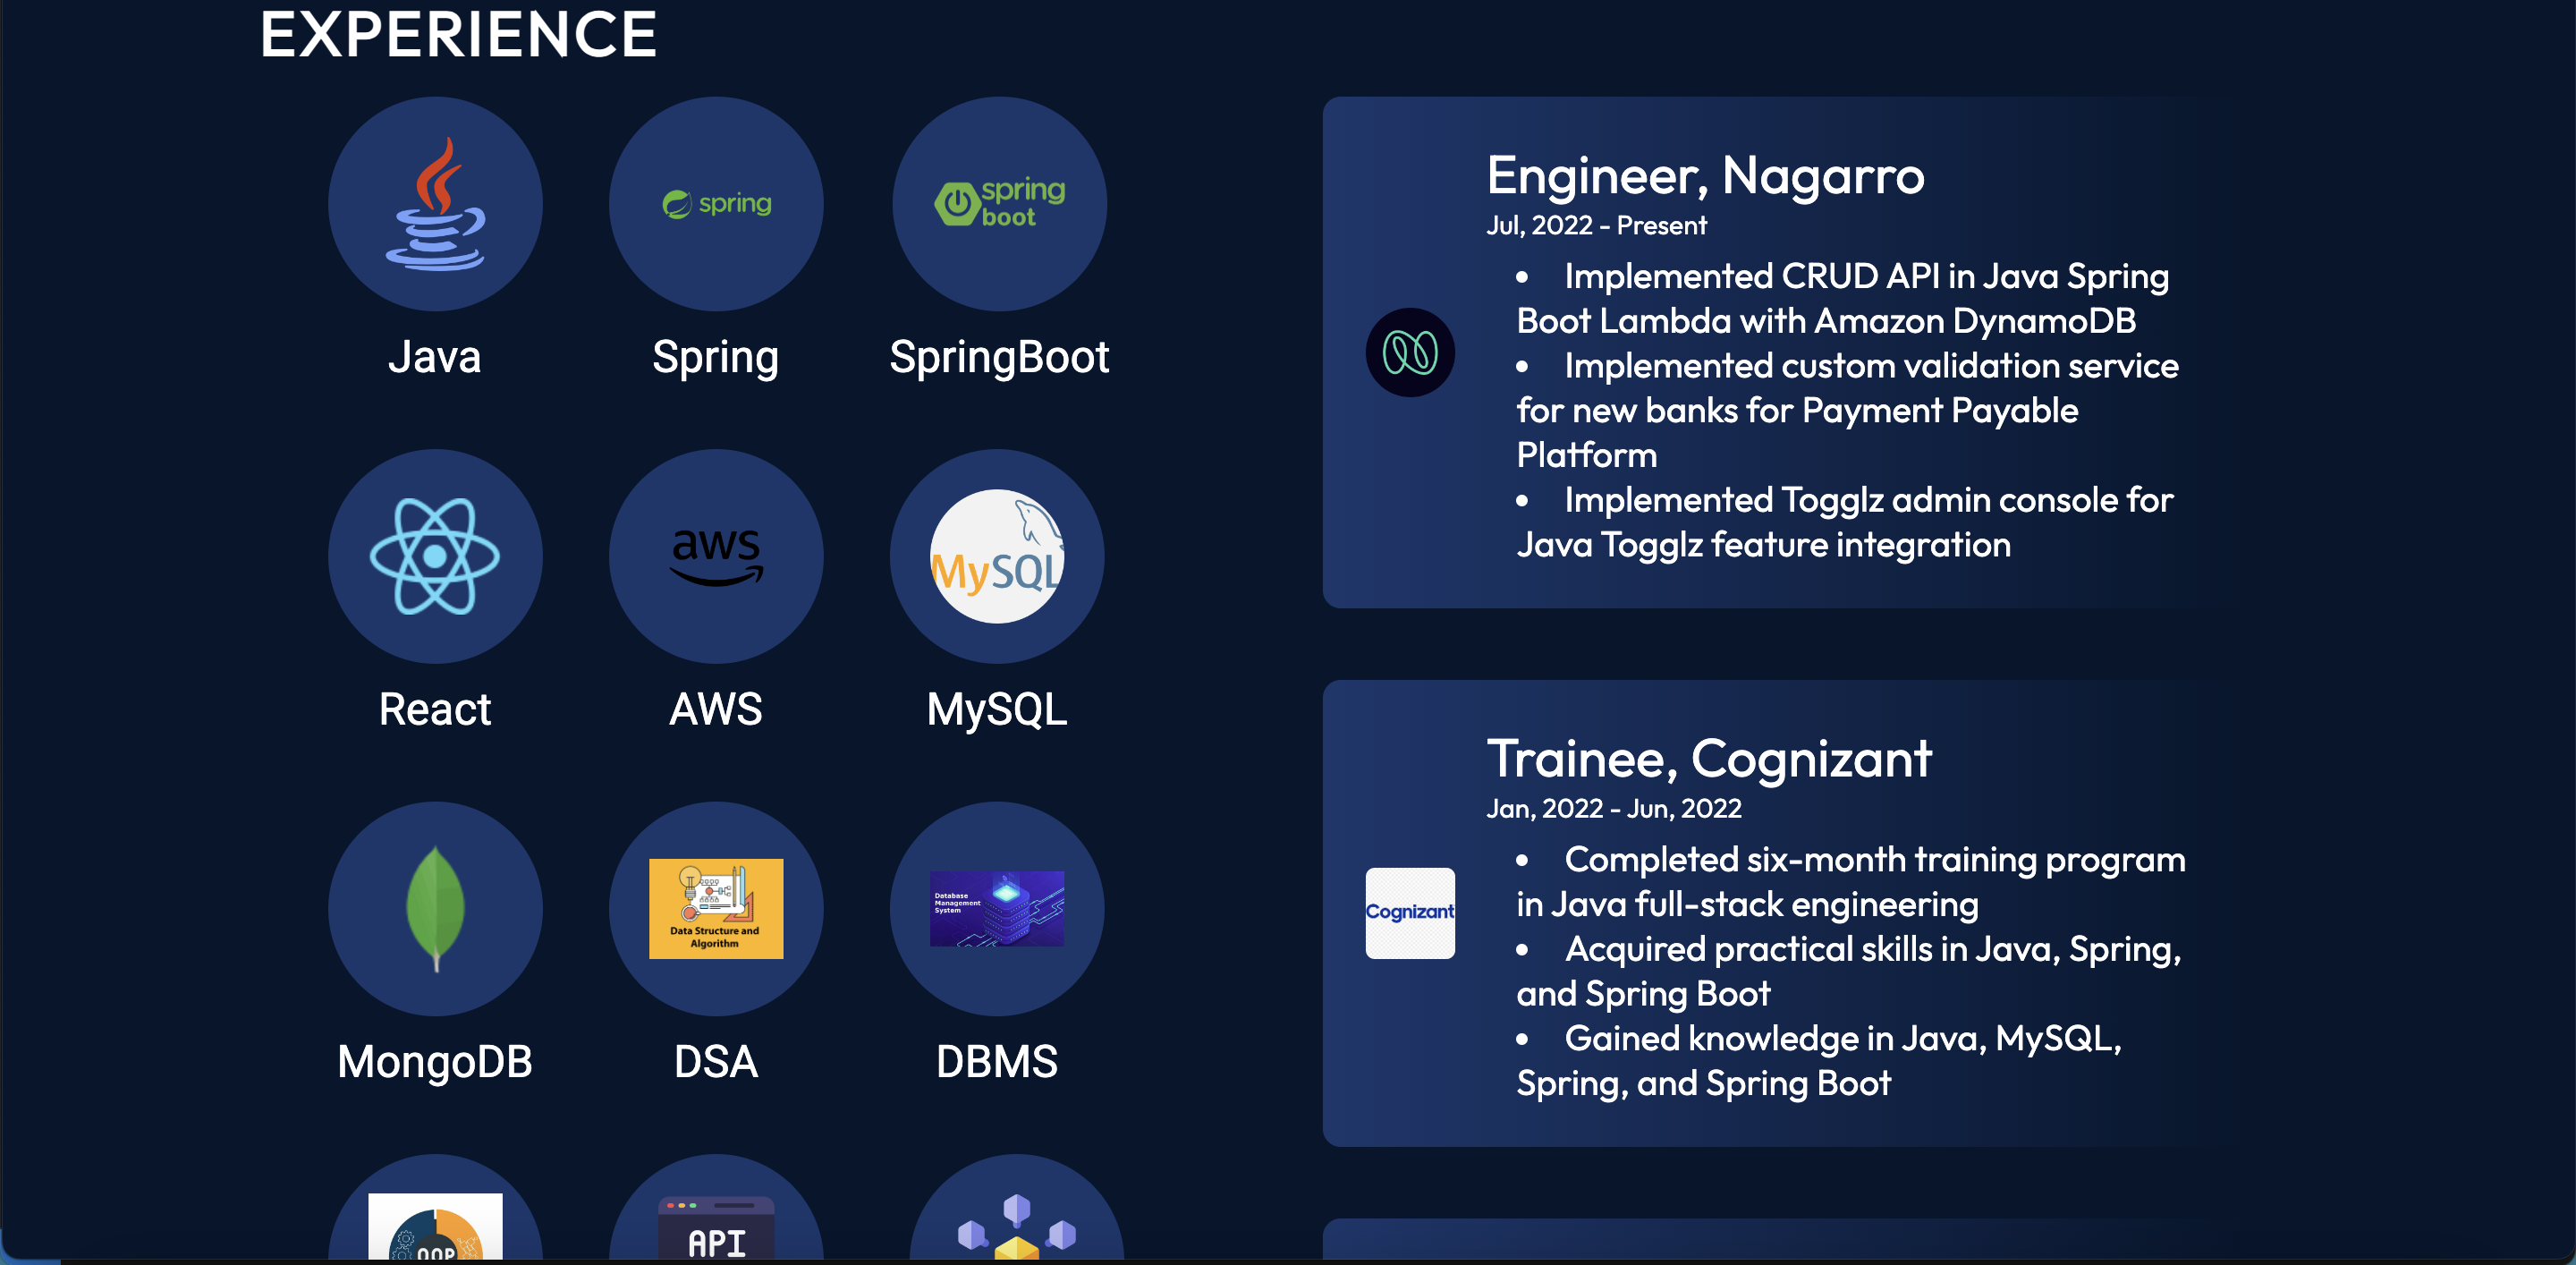 EXPERIENCE
spring
spring
boot
Java
Spring
SpringBoot
aws
MySQL
React
AWS
MySQL
Data Structure and
Algorithm
Database
Management
System
MongoDB
DSA
DBMS
OOP
API
Engineer, Nagarro
Jul, 2022 - Present
• Implemented CRUD API in Java Spring
Boot Lambda with Amazon DynamoDB
• Implemented custom validation service
for new banks for Payment Payable
Platform
• Implemented Togglz admin console for
Java Togglz feature integration
Cognizant
Trainee, Cognizant
Jan, 2022 - Jun, 2022
• Completed six-month training program
in Java full-stack engineering
• Acquired practical skills in Java, Spring,
and Spring Boot
• Gained knowledge in Java, MySQL,
Spring, and Spring Boot